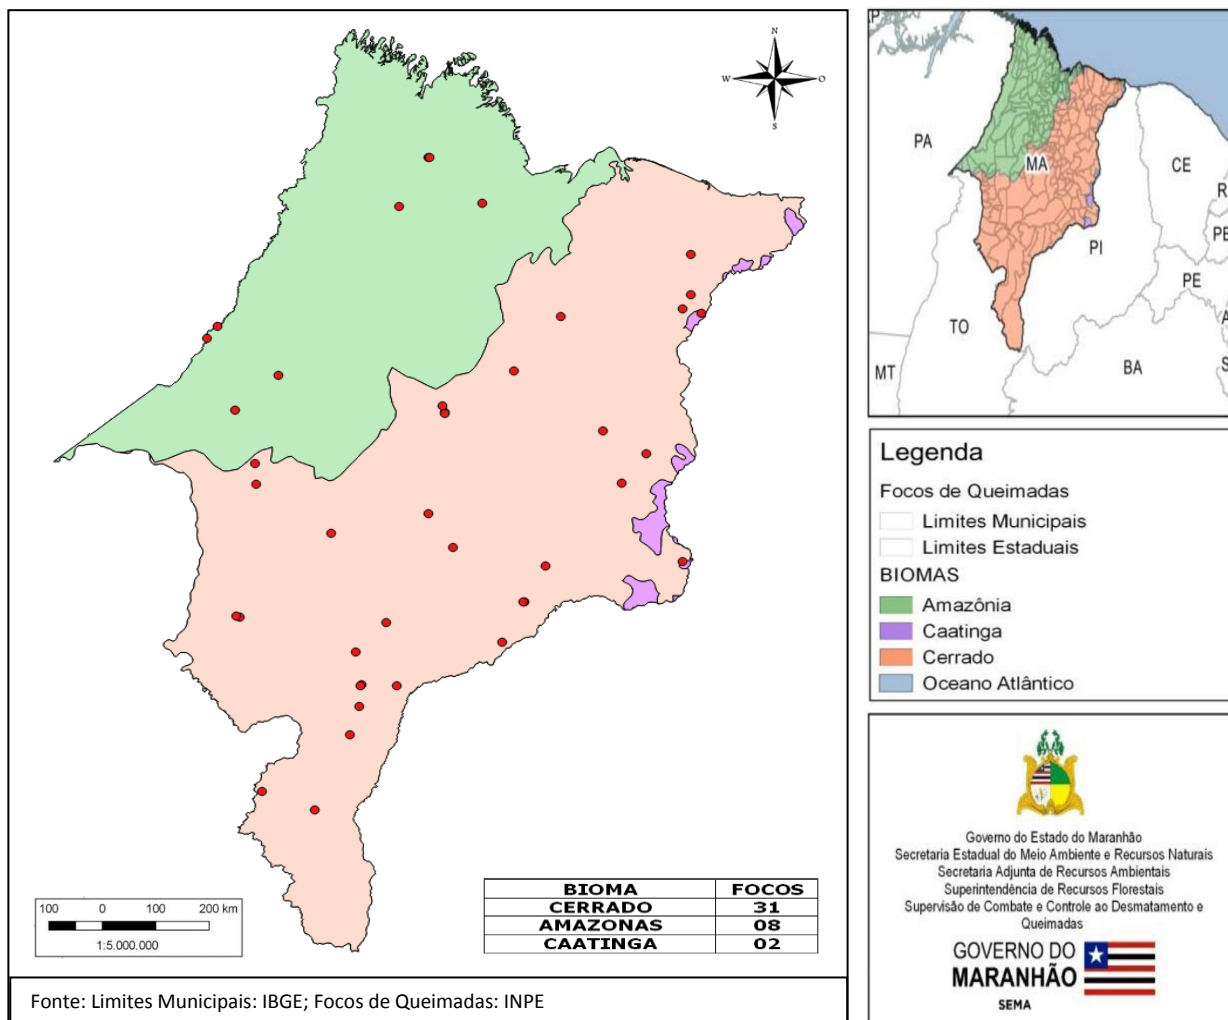 N
W
O
S
100 0 100 200 km
1:5.000.000
BIOMA FOCOS
CERRADO 31
AMAZONAS 08
CAATINGA 02
Fonte: Limites Municipais: IBGE; Focos de Queimadas: INPE
PA
MA
CE
PI
PE
TO
BA
MT
Legenda
Focos de Queimadas
Limites Municipais
Limites Estaduais
BIOMAS
Amazônia
Caatinga
Cerrado
Oceano Atlântico
Governo do Estado do Maranhão
Secretaria Estadual do Meio Ambiente e Recursos Naturais
Secretaria Adjunta de Recursos Ambientais
Superintendência de Recursos Florestais
Supervisão de Combate e Controle ao Desmatamento e
Queimadas
GOVERNO DO
MARANHÃO
SEMA